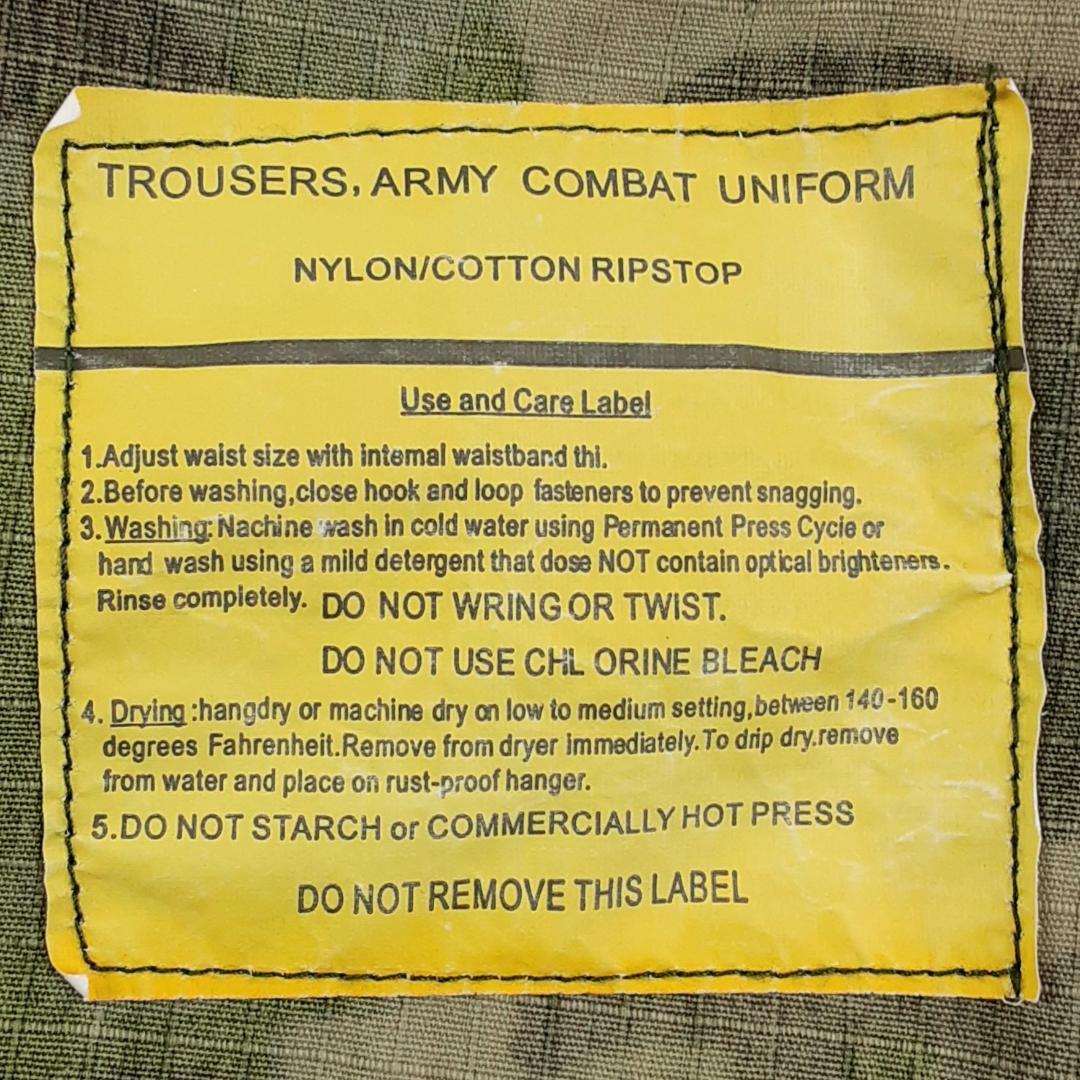 TROUSERS, ARMY COMBAT UNIFORM
NYLON/COTTON RIPSTOP
Use and Care Label
1.Adjust waist size with internal waistband thi.
2.Before washing,close hook and loop fasteners to prevent snagging.
3.Washing:Nachine wash in cold water using Permanent Press Cycle or
hand wash using a mild detergent that dose NOT contain optical brighteners.
Rinse completely. DO NOT WRING OR TWIST.
DO NOT USE CHL ORINE BLEACH
4. Drying :hangdry or machine dry on low to medium setting,between 140-160
degrees Fahrenheit.Remove from dryer immediately.To drip dry.remove
from water and place on rust-proof hanger.
5.DO NOT STARCH or COMMERCIALLY HOT PRESS
DO NOT REMOVE THIS LABEL